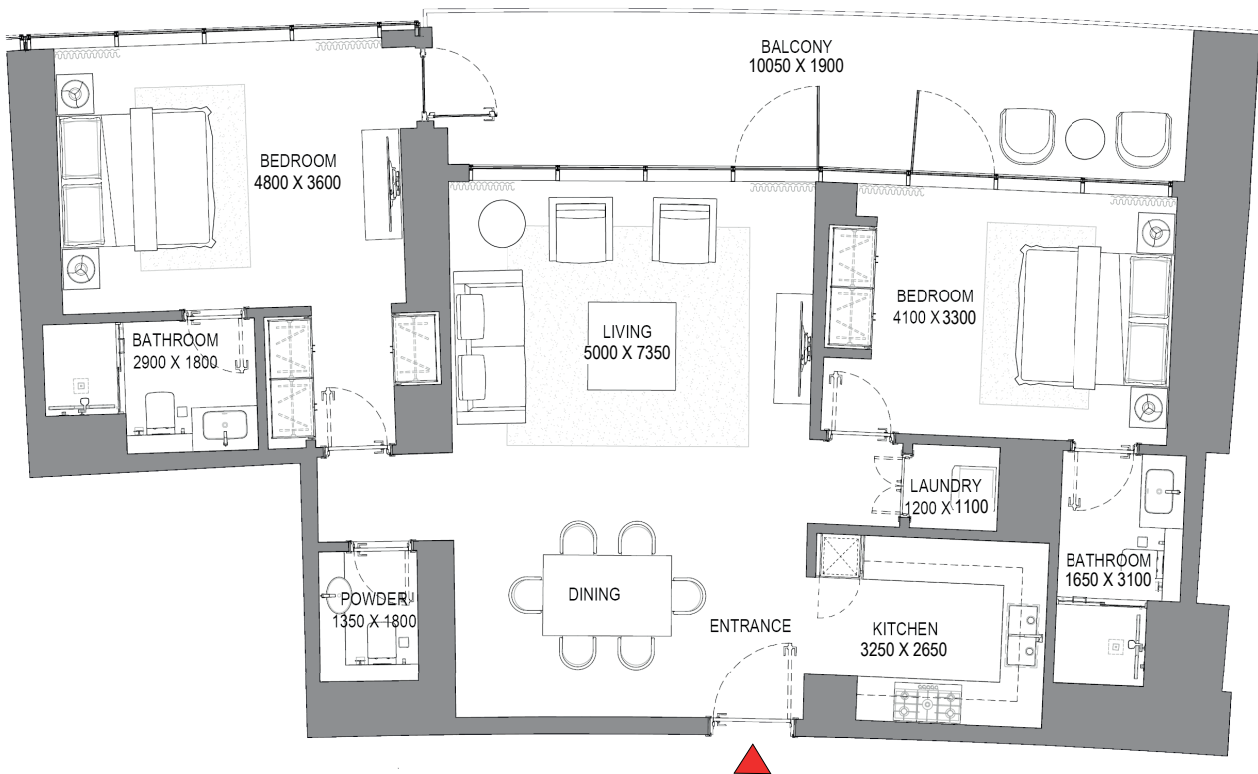 BALCONY
10050 X 1900
BEDROOM
4800 X 3600
BEDROOM
4100 X 3300
LIVING
5000 X 7350
BATHROOM
2900 X 1800
LAUNDRY
1200 X 1100
BATHROOM
1650 X 3100
DINING
POWDER
1350 X 1800
ENTRANCE
KITCHEN
3250 X 2650